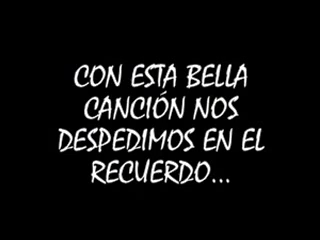 CON ESTA BELLA
CANCIÓN NOS
DESPEDIMOS EN EL
RECUERDO...